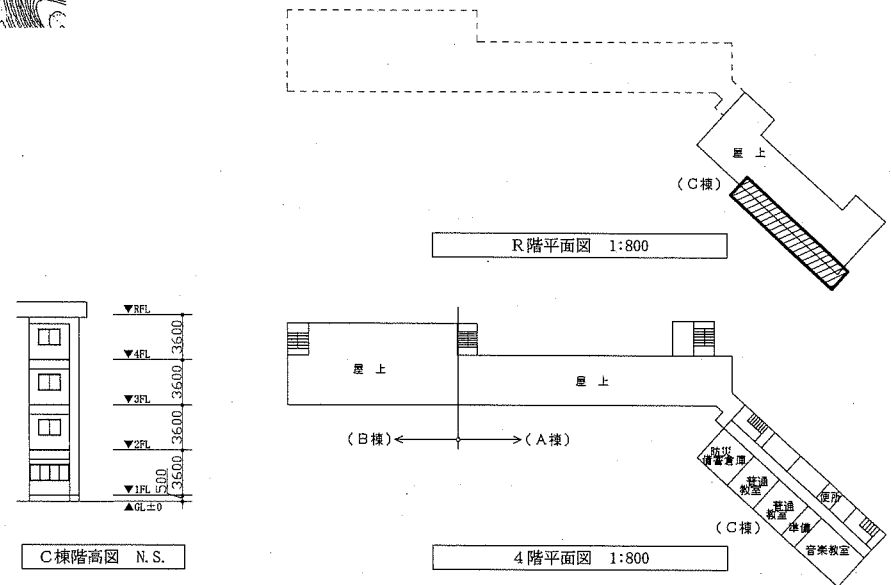 屋上
(C棟)
R階平面図 1:800
▼RFL
3600
▼4FL
3600
▼3FL
3600
▼2FL
3600
500
▼1FL
▲GL±0
C棟階高図 N.S.
屋上
屋上
(B棟)
(A棟)
防災
備蓄倉庫
普通
教室
普通
教室
準備
音楽教室
便所
(C棟)
4階平面図 1:800